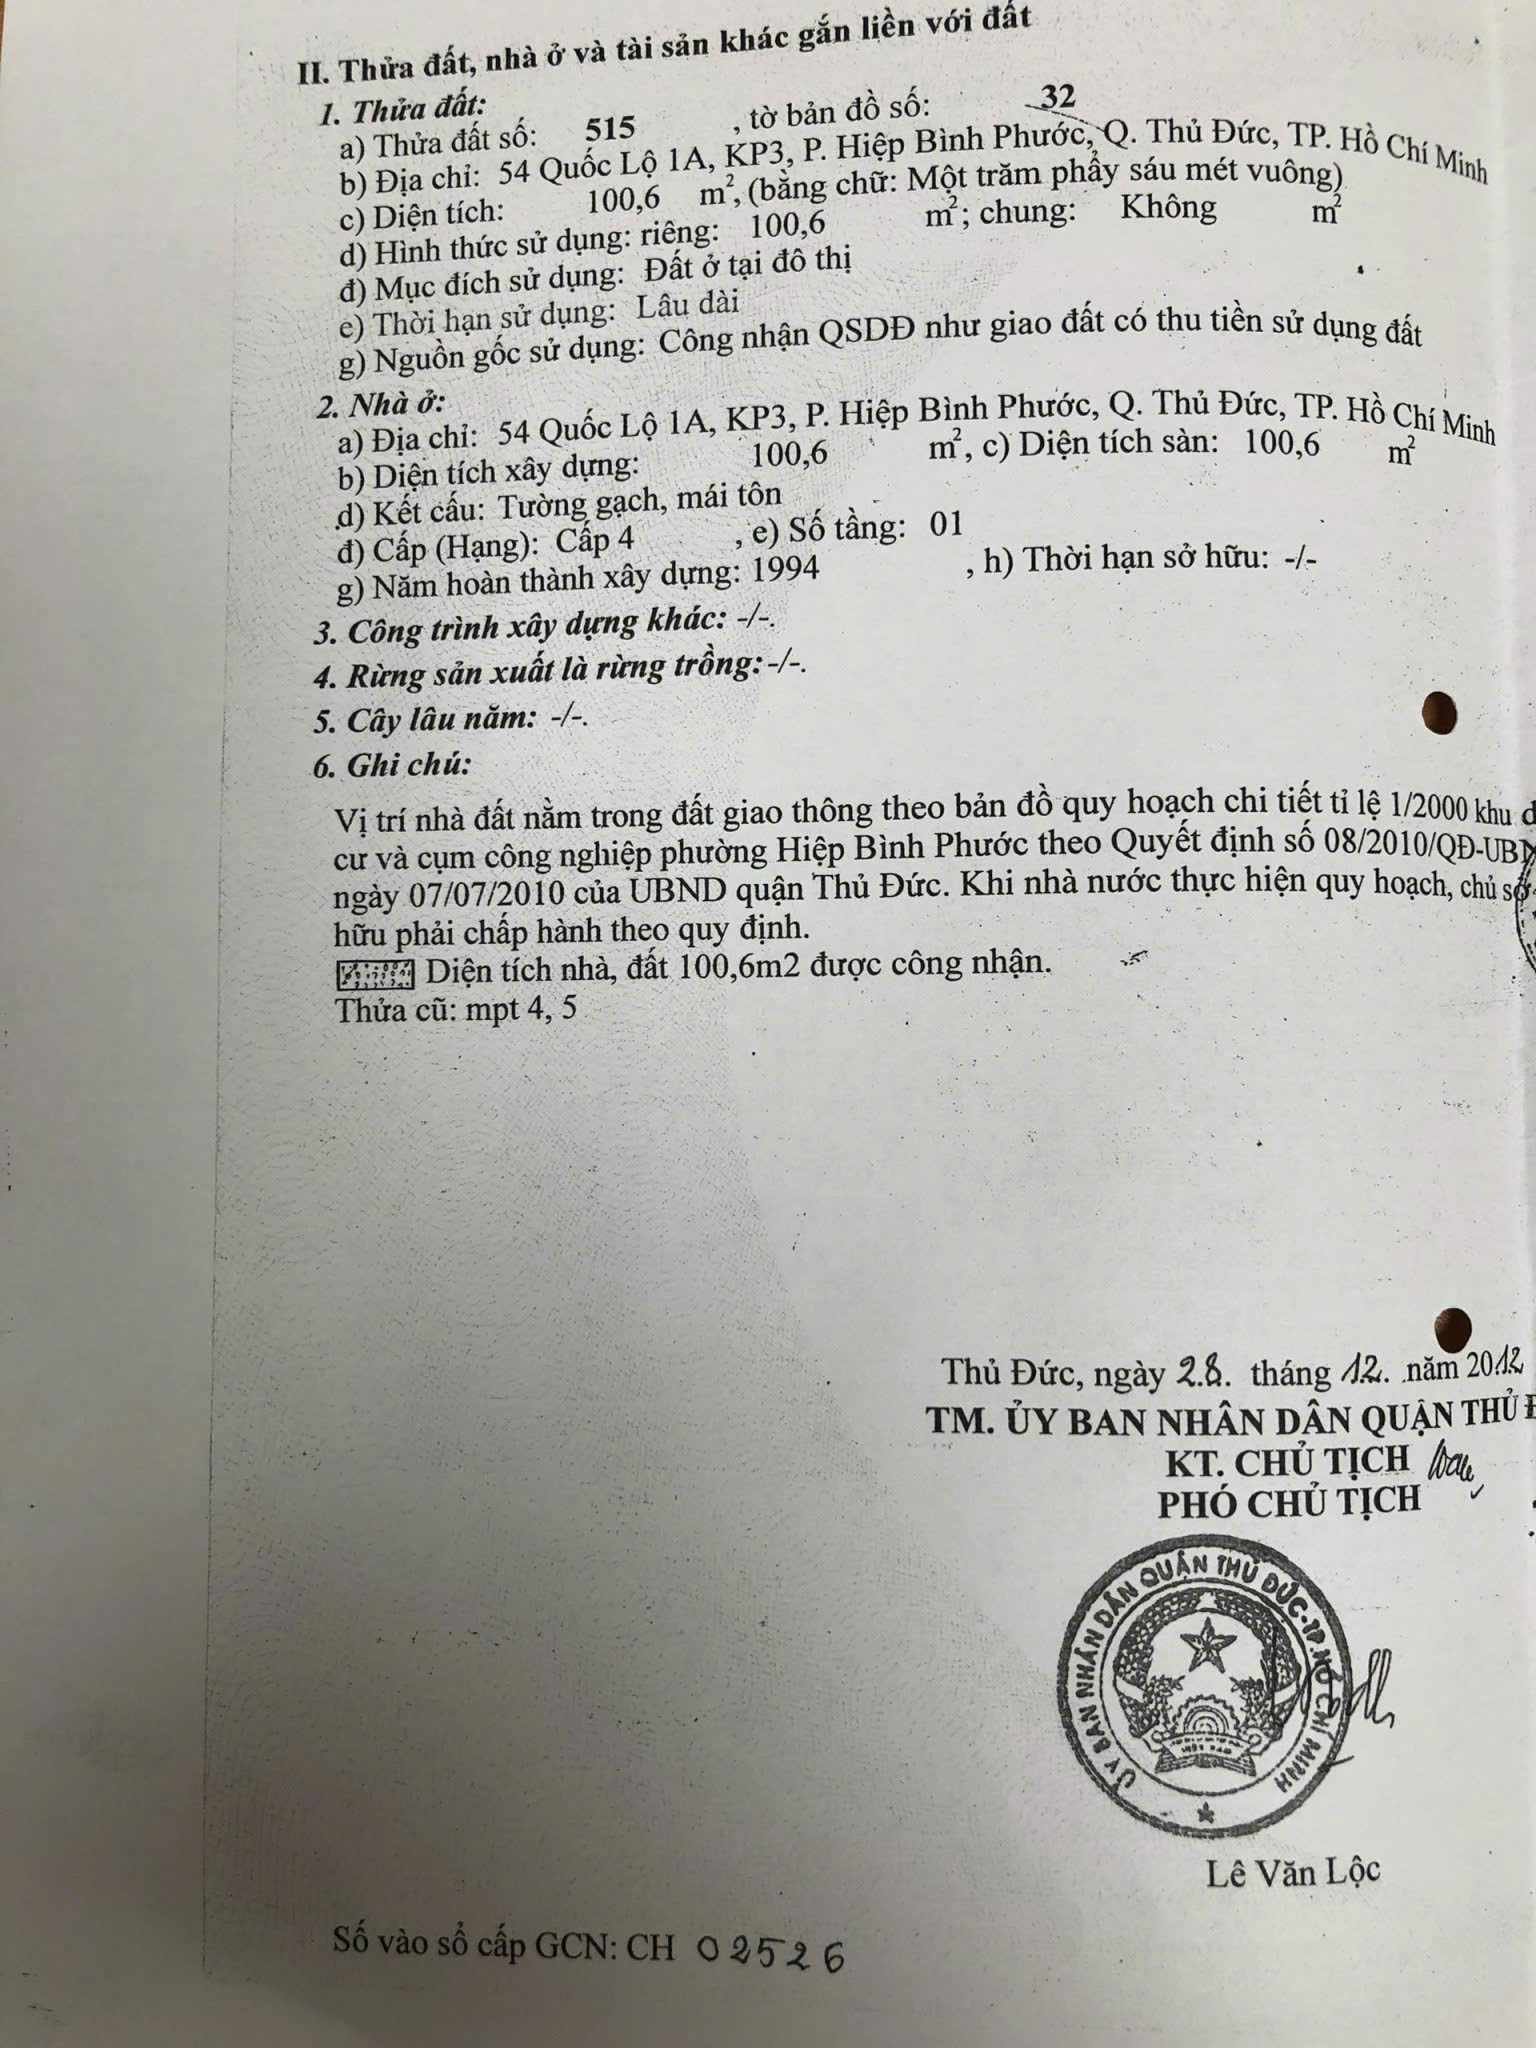 II. Thửa đất, nhà ở và tài sản khác gắn liền với đất
1. Thửa đất:
a) Thửa đất số: 515 , tờ bản đồ số: 32
b) Địa chỉ: 54 Quốc Lộ 1A, KP3, P. Hiệp Bình Phước, Q. Thủ Đức, TP. Hồ Chí Minh
c) Diện tích: 100,6 m², (bằng chữ: Một trăm phẩy sáu mét vuông)
d) Hình thức sử dụng: riêng: 100,6 m²; chung: Không m²
đ) Mục đích sử dụng: Đất ở tại đô thị
e) Thời hạn sử dụng: Lâu dài
g) Nguồn gốc sử dụng: Công nhận QSDĐ như giao đất có thu tiền sử dụng đất
2. Nhà ở:
a) Địa chỉ: 54 Quốc Lộ 1A, KP3, P. Hiệp Bình Phước, Q. Thủ Đức, TP. Hồ Chí Minh
b) Diện tích xây dựng: 100,6 m², c) Diện tích sàn: 100,6 m²
d) Kết cấu: Tường gạch, mái tôn
đ) Cấp (Hạng): Cấp 4 , e) Số tầng: 01
g) Năm hoàn thành xây dựng: 1994 , h) Thời hạn sở hữu: -/-
3. Công trình xây dựng khác: -/-.
4. Rừng sản xuất là rừng trồng: -/-.
5. Cây lâu năm: -/-.
6. Ghi chú:
Vị trí nhà đất nằm trong đất giao thông theo bản đồ quy hoạch chi tiết tỉ lệ 1/2000 khu
cư và cụm công nghiệp phường Hiệp Bình Phước theo Quyết định số 08/2010/QĐ-UB
ngày 07/07/2010 của UBND quận Thủ Đức. Khi nhà nước thực hiện quy hoạch, chủ sở
hữu phải chấp hành theo quy định.
Diện tích nhà, đất 100,6m2 được công nhận.
Thửa cũ: mpt 4, 5
Thủ Đức, ngày 28. tháng 12. năm 2012
TM. ỦY BAN NHÂN DÂN QUẬN THỦ
KT. CHỦ TỊCH
PHÓ CHỦ TỊCH
ỦY BAN NHÂN DÂN QUẬN THỦ ĐỨC-TP.HỒ CHÍ MINH
Lê Văn Lộc
Số vào sổ cấp GCN: CH 02526